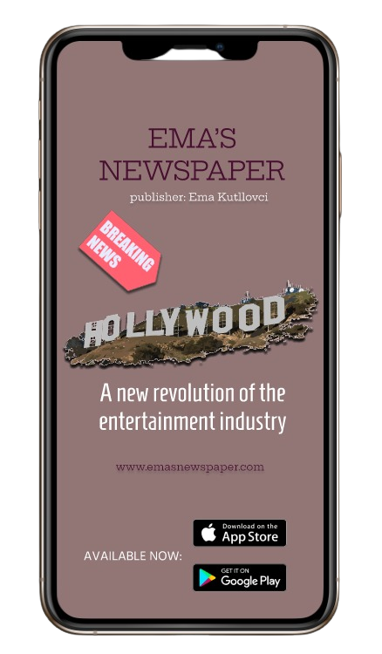 EMA'S
NEWSPAPER
publisher: Ema Kutllovci
BREAKING
NEWS
HOLLYWOOD
A new revolution of the
entertainment industry
www.emasnewspaper.com
Download on the
App Store
AVAILABLE NOW:
GET IT ON
Google Play